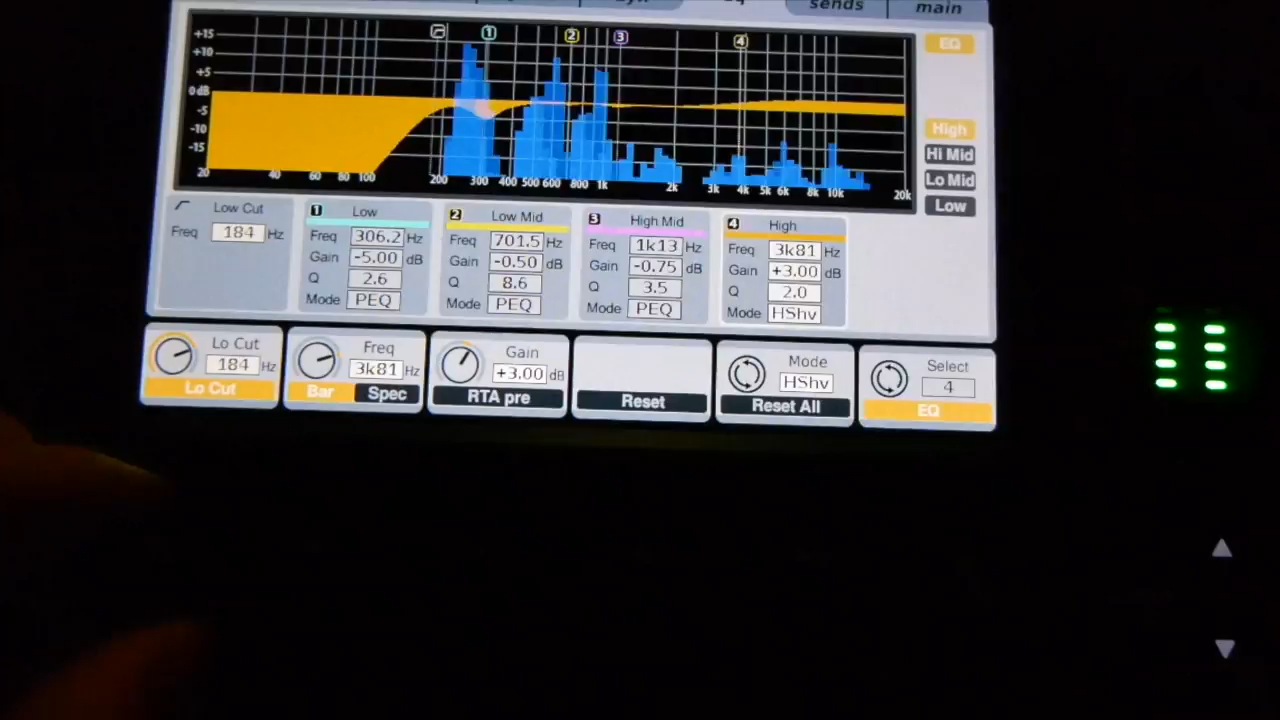 sends
main
+15
+10
+5
0 dB
-5
-10
-15
1
2
3
4
20 40 60 80 100 200 300 400 500 600 800 1k 2k 3k 4k 5k 6k 8k 10k 20k
EQ
High
Hi Mid
Lo Mid
Low
Low Cut
Freq 184 Hz
1 Low
Freq 306.2 Hz
Gain -5.00 dB
Q 2.6
Mode PEQ
2 Low Mid
Freq 701.5 Hz
Gain -0.50 dB
Q 8.6
Mode PEQ
3 High Mid
Freq 1k13 Hz
Gain -0.75 dB
Q 3.5
Mode PEQ
4 High
Freq 3k81 Hz
Gain +3.00 dB
Q 2.0
Mode HShv
Lo Cut
184 Hz
Lo Cut
Freq
3k81 Hz
Bar Spec
Gain
+3.00 dB
RTA pre
Reset
Mode
HShv
Reset All
Select
4
EQ